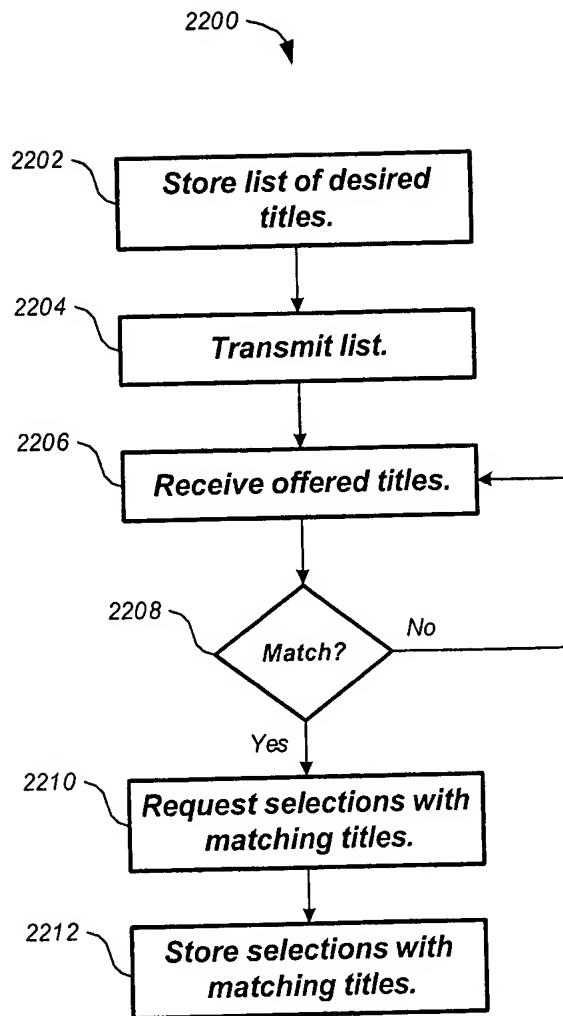 2200
2202
Store list of desired
titles.
2204
Transmit list.
2206
Receive offered titles.
2208
Match?
No
Yes
2210
Request selections with
matching titles.
2212
Store selections with
matching titles.